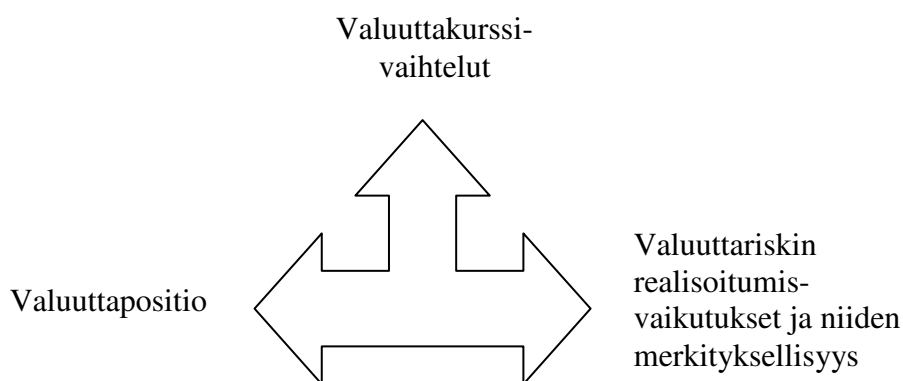 Valuuttakurssi-
vaihtelut
Valuuttapositio
Valuuttariskin
realisoitumis-
vaikutukset ja niiden
merkityksellisyys